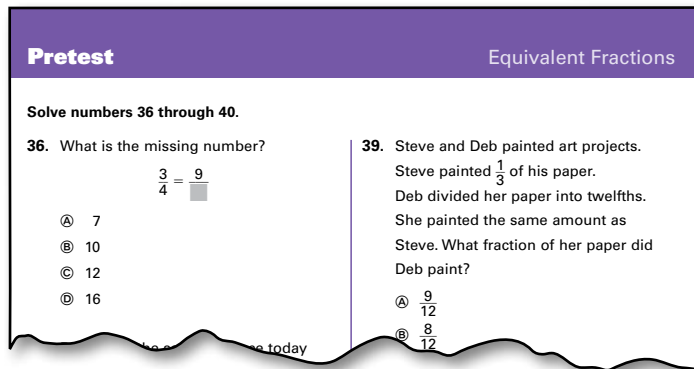 Pretest
Equivalent Fractions
Solve numbers 36 through 40.
36. What is the missing number?
3/4 = 9/
Ⓐ 7
Ⓑ 10
Ⓒ 12
Ⓓ 16
today
39. Steve and Deb painted art projects.
Steve painted 1/3 of his paper.
Deb divided her paper into twelfths.
She painted the same amount as
Steve. What fraction of her paper did
Deb paint?
Ⓐ 9/12
Ⓑ 8/12